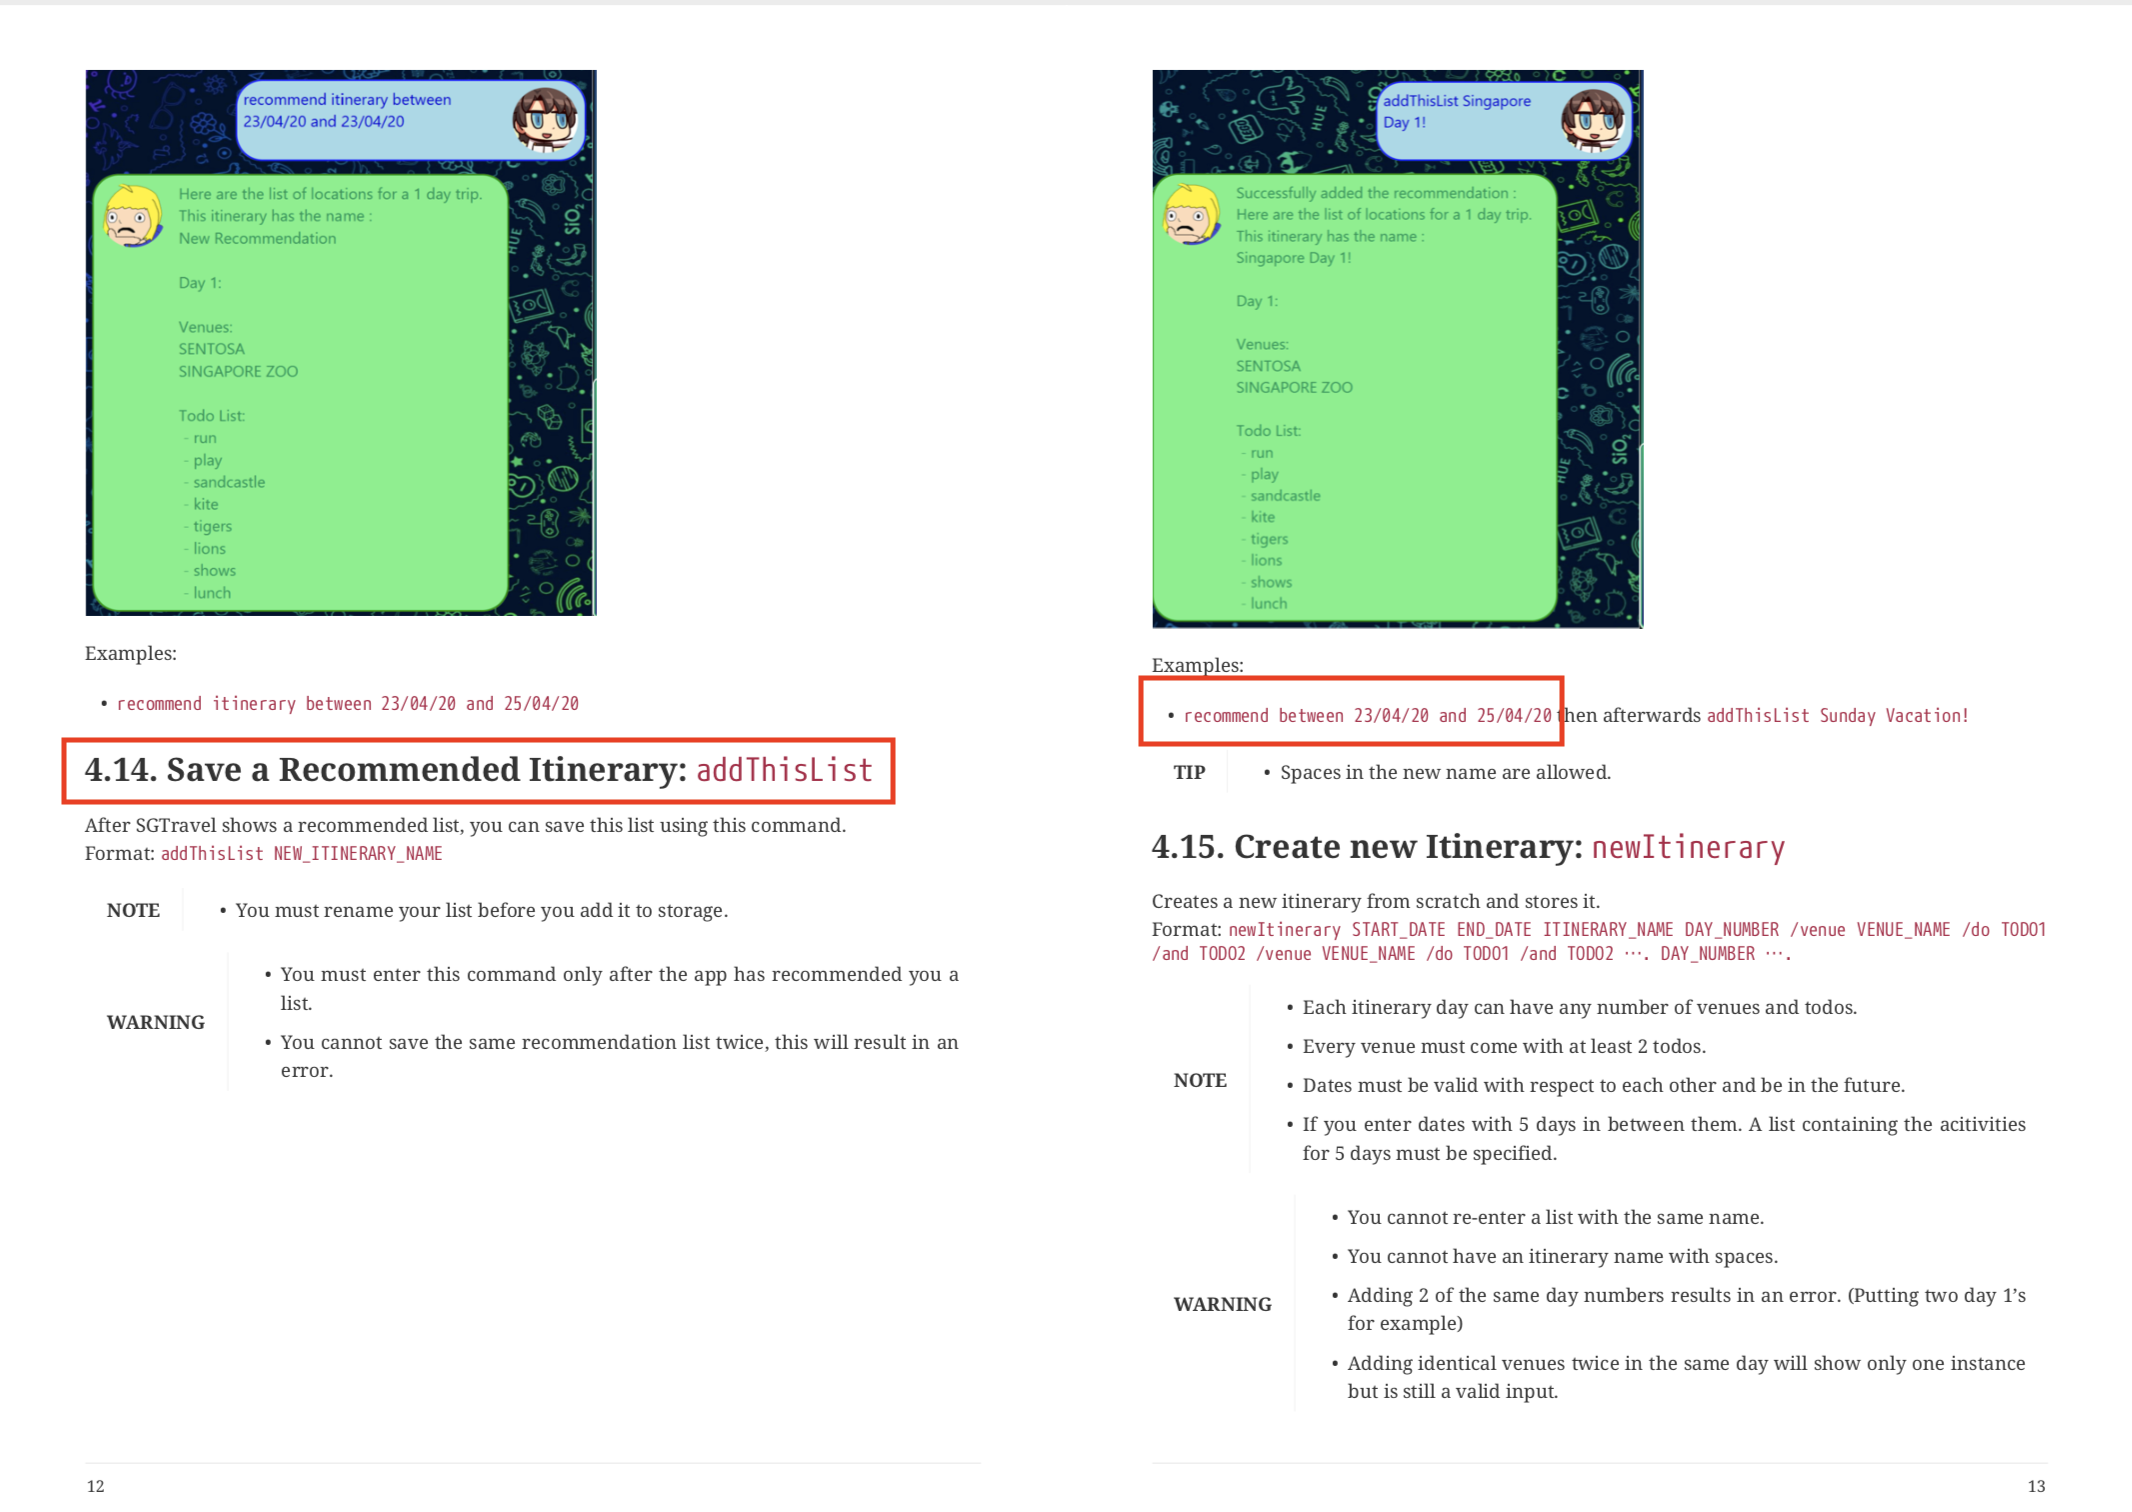 recommend itinerary between
23/04/20 and 23/04/20
Here are the list of locations for a 1 day trip.
This itinerary has the name :
New Recommendation
Day 1:
Venues:
SENTOSA
SINGAPORE ZOO
Todo List:
- run
- play
- sandcastle
- kite
- tigers
- lions
- shows
- lunch
HUE
SiO2
Examples:
• recommend itinerary between 23/04/20 and 25/04/20
4.14. Save a Recommended Itinerary: addThisList
After SGTravel shows a recommended list, you can save this list using this command.
Format: addThisList NEW_ITINERARY_NAME
NOTE
• You must rename your list before you add it to storage.
WARNING
• You must enter this command only after the app has recommended you a
list.
• You cannot save the same recommendation list twice, this will result in an
error.
12
addThisList Singapore
Day 1!
Successfully added the recommendation :
Here are the list of locations for a 1 day trip.
This itinerary has the name :
Singapore Day 1!
Day 1:
Venues:
SENTOSA
SINGAPORE ZOO
Todo List:
- run
- play
- sandcastle
- kite
- tigers
- lions
- shows
- lunch
HUE
42
SiO2
HUE
Examples:
• recommend between 23/04/20 and 25/04/20 then afterwards addThisList Sunday Vacation!
TIP
• Spaces in the new name are allowed.
4.15. Create new Itinerary: newItinerary
Creates a new itinerary from scratch and stores it.
Format: newItinerary START_DATE END_DATE ITINERARY_NAME DAY_NUMBER /venue VENUE_NAME /do TODO1
/and TODO2 /venue VENUE_NAME /do TODO1 /and TODO2 …. DAY_NUMBER ….
NOTE
• Each itinerary day can have any number of venues and todos.
• Every venue must come with at least 2 todos.
• Dates must be valid with respect to each other and be in the future.
• If you enter dates with 5 days in between them. A list containing the acitivities
for 5 days must be specified.
WARNING
• You cannot re-enter a list with the same name.
• You cannot have an itinerary name with spaces.
• Adding 2 of the same day numbers results in an error. (Putting two day 1’s
for example)
• Adding identical venues twice in the same day will show only one instance
but is still a valid input.
13